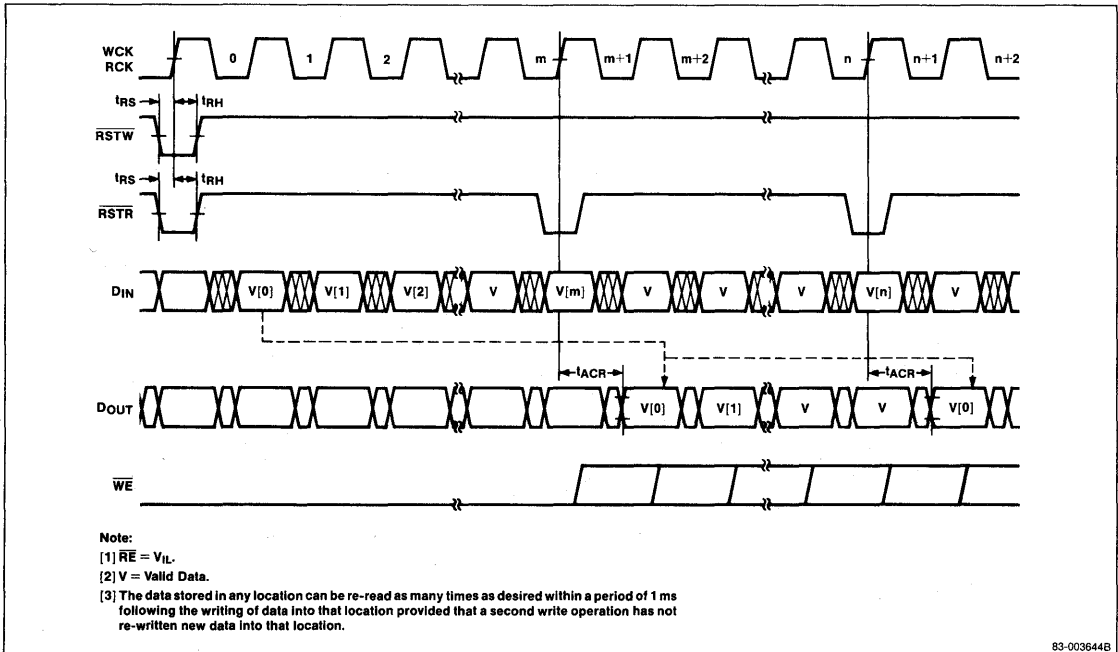 WCK
RCK
0 1 2 m m+1 m+2 n n+1 n+2
tRS tRH
RSTW
tRS tRH
RSTR
DIN V[0] V[1] V[2] V V[m] V V V V[n] V
tACR tACR
DOUT V[0] V[1] V V V[0]
WE
Note:
[1] RE = VIL.
[2] V = Valid Data.
[3] The data stored in any location can be re-read as many times as desired within a period of 1 ms
following the writing of data into that location provided that a second write operation has not
re-written new data into that location.
83-003644B